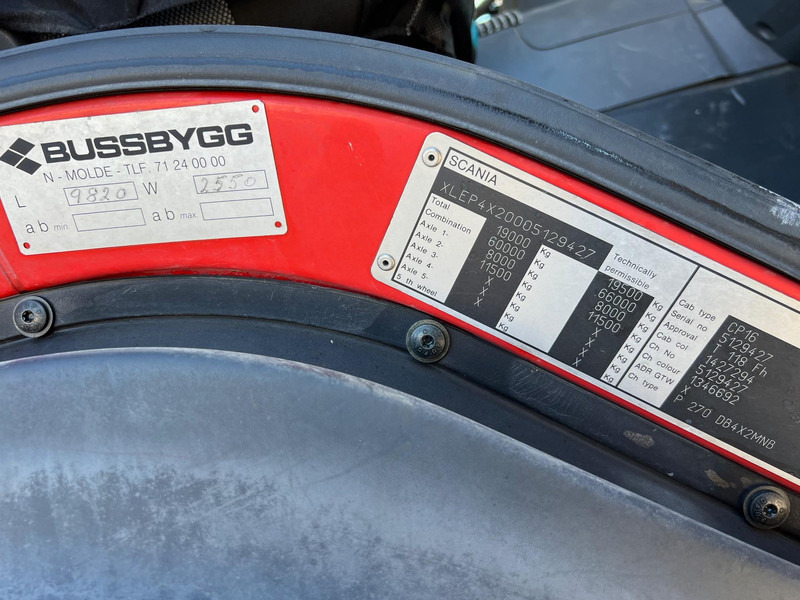 BUSSBYGG
N - MOLDE - TLF. 71 24 00 00
L 9820 W 2550
a b min. a b max.
SCANIA
XLEP4X20005129427
Technically permissible
Total 19000 Kg 19500 Kg
Combination 60000 Kg 66000 Kg
Axle 1- 8000 Kg 8000 Kg
Axle 2- 11500 Kg 11500 Kg
Axle 3- X Kg X Kg
Axle 4- X Kg X Kg
Axle 5- X Kg X Kg
5 th wheel X Kg X Kg
Cab type CP16
Serial no 5129427
Approval T 119 Fh
Cab col. 1427294
Ch No 5129427
Ch colour 1346692
ADR GTW X
Ch type P 270 DB4X2MNB